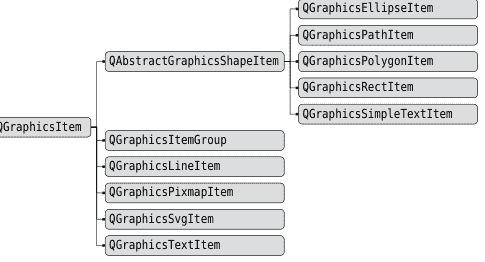 QGraphicsEllipseItem
QGraphicsPathItem
QAbstractGraphicsShapeItem
QGraphicsPolygonItem
QGraphicsRectItem
QGraphicsSimpleTextItem
QGraphicsItem
QGraphicsItemGroup
QGraphicsLineItem
QGraphicsPixmapItem
QGraphicsSvgItem
QGraphicsTextItem